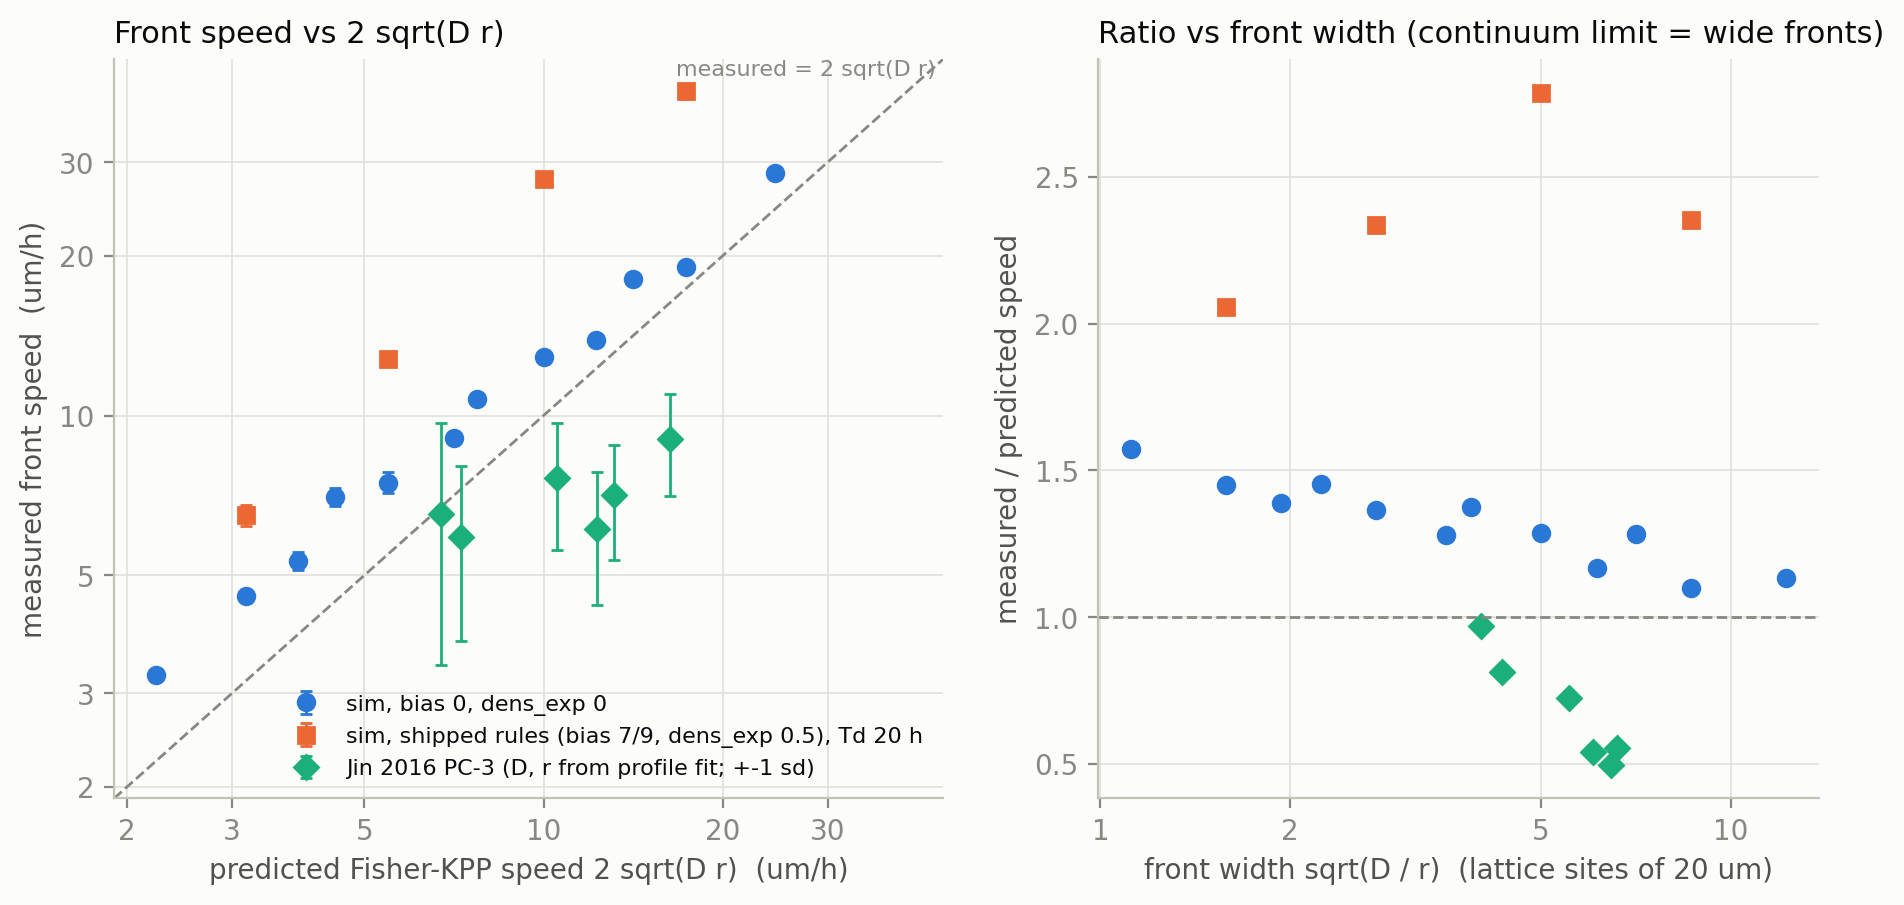 Front speed vs 2 sqrt(D r)
measured = 2 sqrt(D r)
measured front speed (um/h)
30
20
10
5
3
2
sim, bias 0, dens_exp 0
sim, shipped rules (bias 7/9, dens_exp 0.5), Td 20 h
Jin 2016 PC-3 (D, r from profile fit; +-1 sd)
2 3 5 10 20 30
predicted Fisher-KPP speed 2 sqrt(D r) (um/h)
Ratio vs front width (continuum limit = wide fronts)
measured / predicted speed
2.5
2.0
1.5
1.0
0.5
1 2 5 10
front width sqrt(D / r) (lattice sites of 20 um)